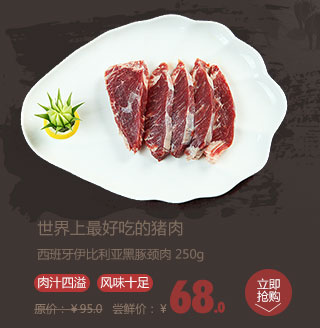 世界上最好吃的猪肉
西班牙伊比利亚黑豚颈肉 250g
肉汁四溢 风味十足
原价：￥95.0 尝鲜价：￥68.0
立即
抢购